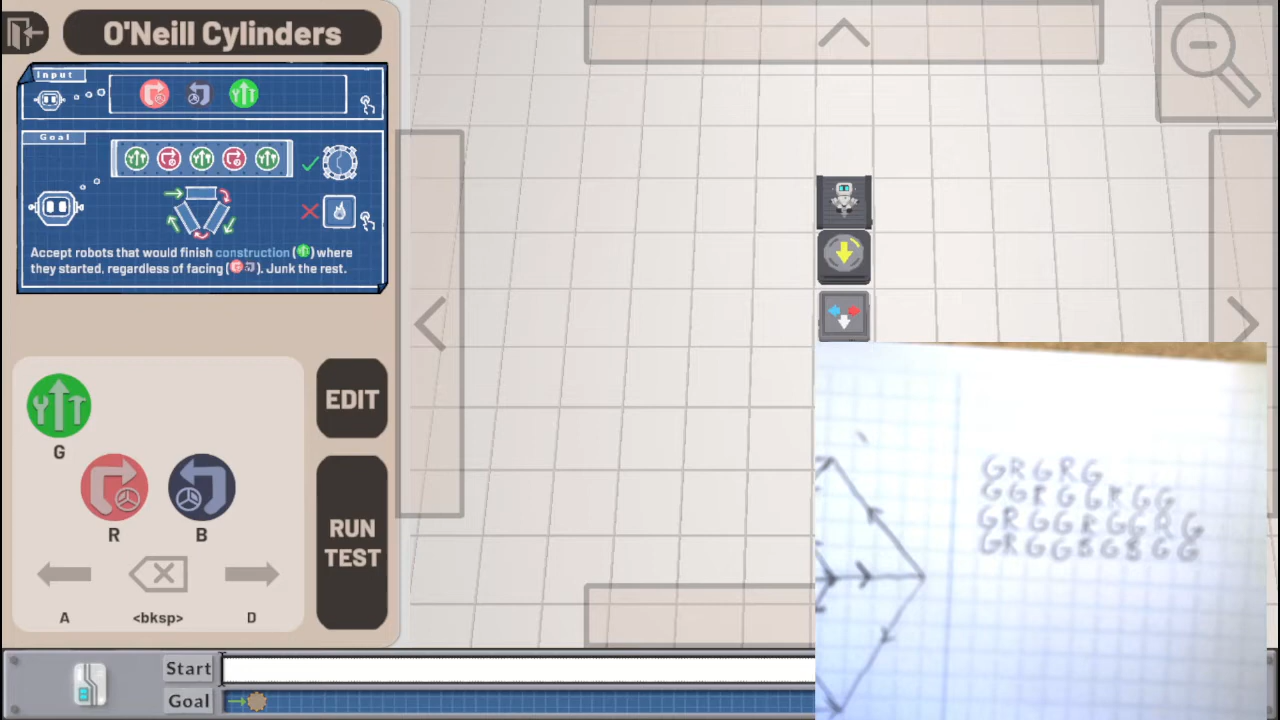 O'Neill Cylinders
Input
Goal
Accept robots that would finish construction ( ) where
they started, regardless of facing ( ). Junk the rest.
G
R
B
A
<bksp>
D
EDIT
RUN
TEST
Start
Goal
GRGRG
GGRGGRGG
GRGGRGGRG
GRGGBGBGG